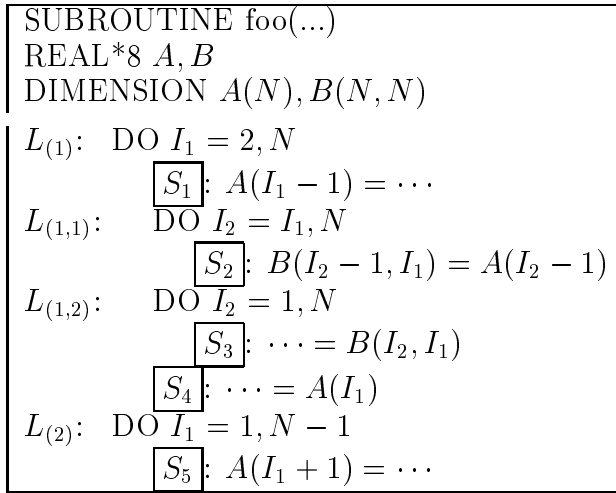 SUBROUTINE foo(...)
REAL*8 A, B
DIMENSION A(N), B(N, N)
L(1): DO I1 = 2, N
S1: A(I1 − 1) = ⋯
L(1,1): DO I2 = I1, N
S2: B(I2 − 1, I1) = A(I2 − 1)
L(1,2): DO I2 = 1, N
S3: ⋯ = B(I2, I1)
S4: ⋯ = A(I1)
L(2): DO I1 = 1, N − 1
S5: A(I1 + 1) = ⋯